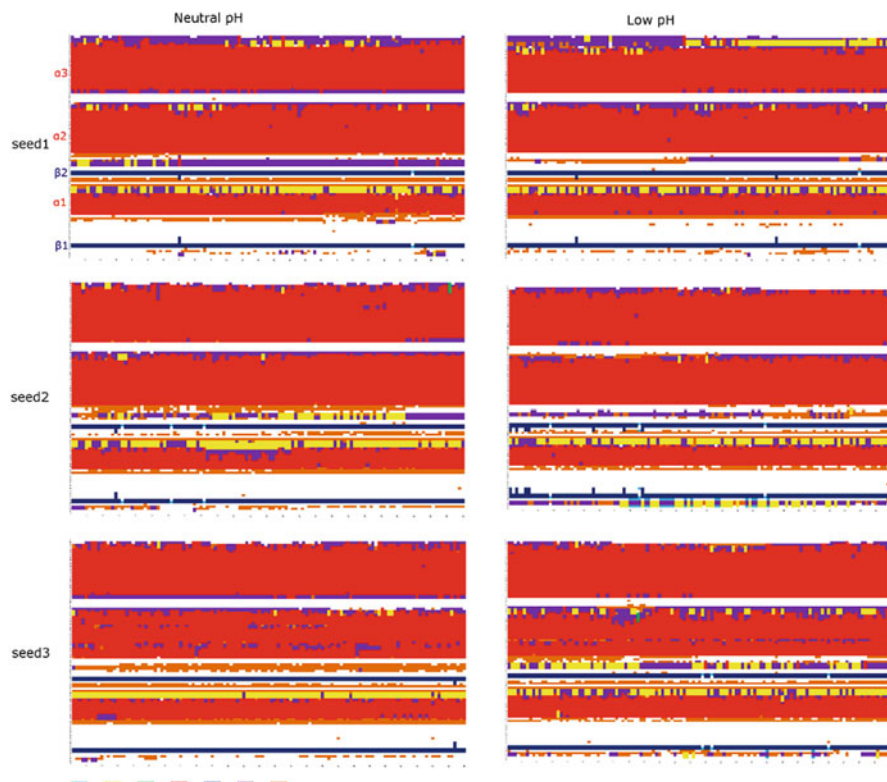 Neutral pH
Low pH
seed1
α3
α2
β2
α1
β1
seed2
seed3